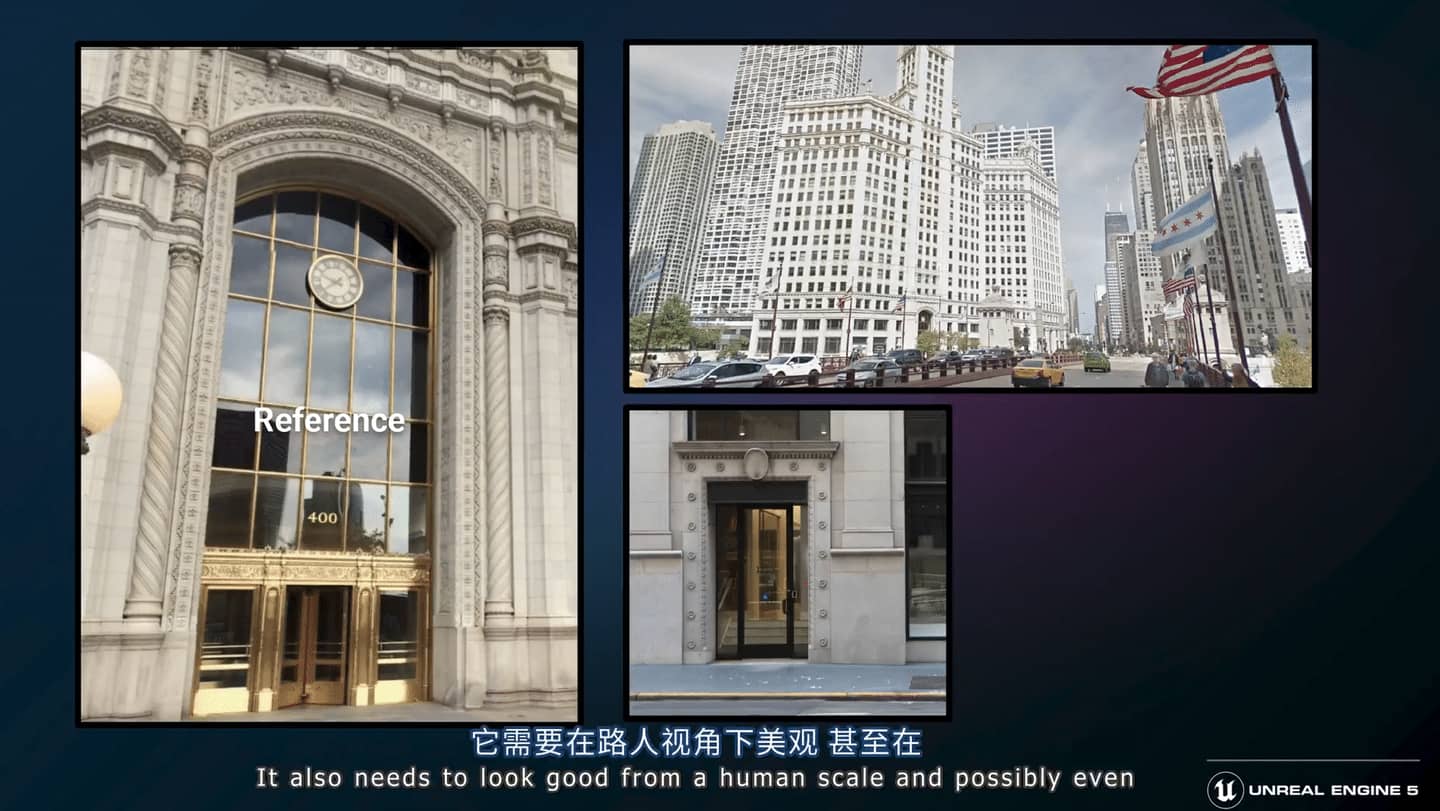 Reference
400
它需要在路人视角下美观 甚至在
It also needs to look good from a human scale and possibly even
UNREAL ENGINE 5